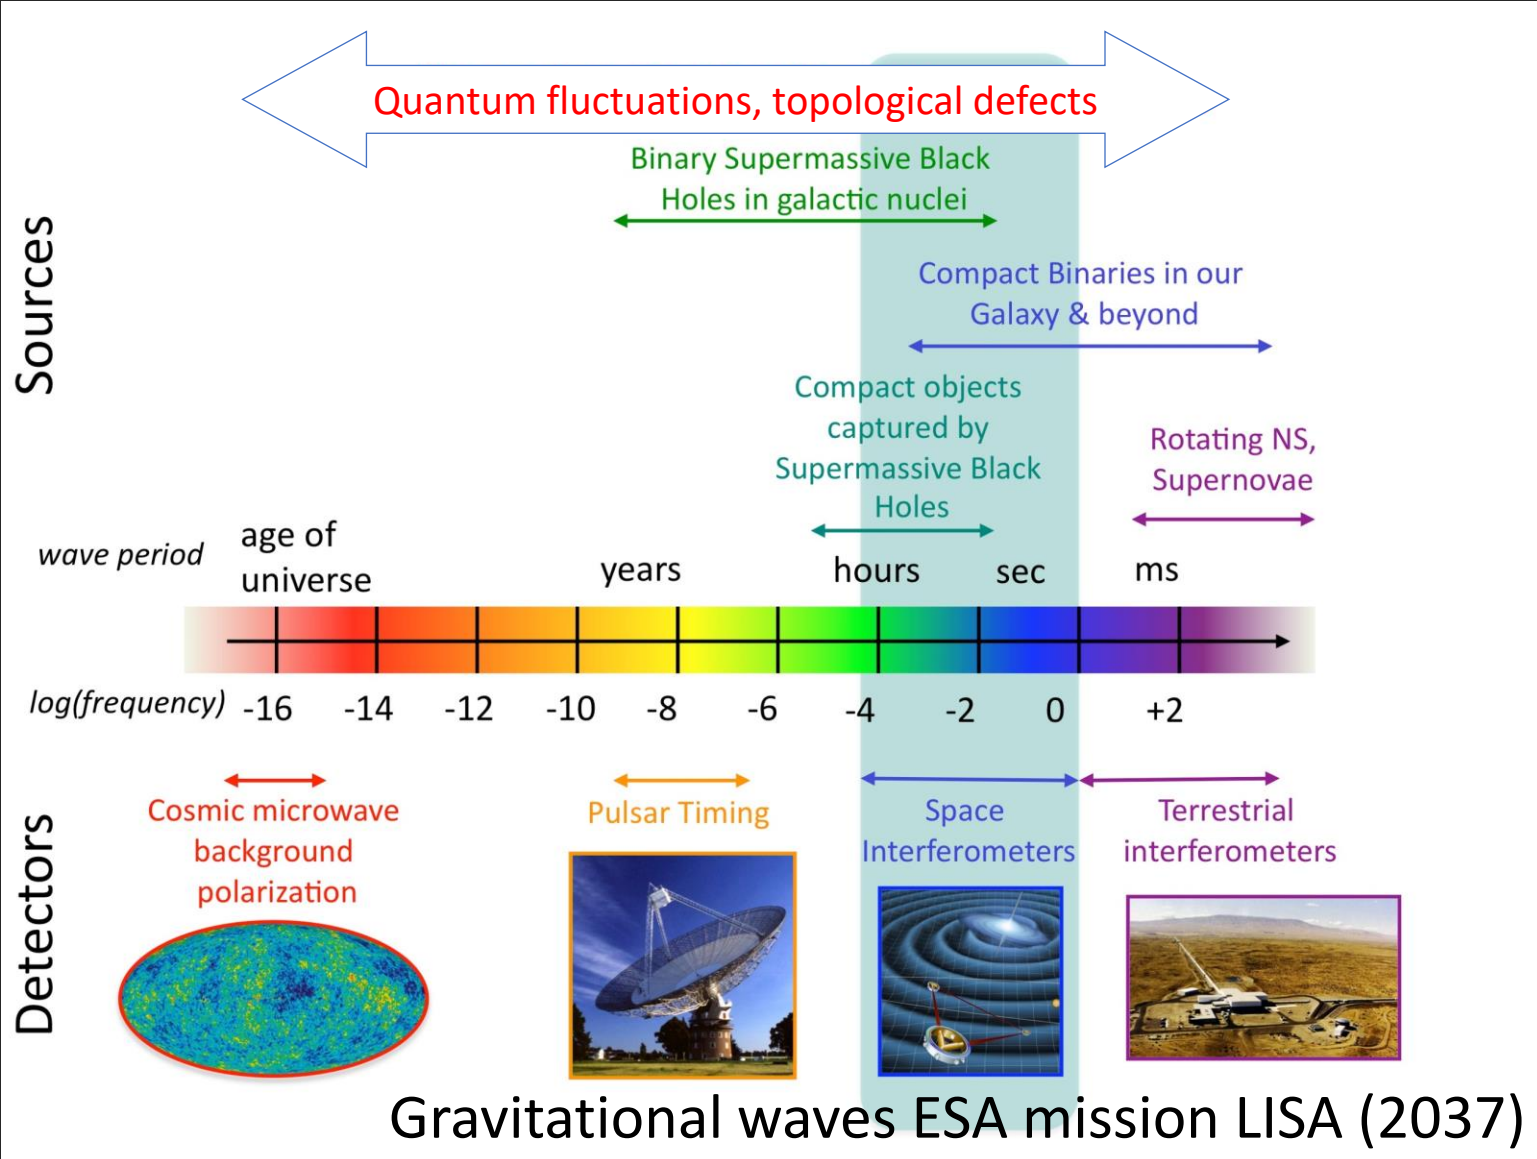 Quantum fluctuations, topological defects
Binary Supermassive Black
Holes in galactic nuclei
Sources
Compact Binaries in our
Galaxy & beyond
Compact objects
captured by
Supermassive Black
Holes
Rotating NS,
Supernovae
wave period
age of
universe
years
hours
sec
ms
log(frequency)
-16
-14
-12
-10
-8
-6
-4
-2
0
+2
Detectors
Cosmic microwave
background
polarization
Pulsar Timing
Space
Interferometers
Terrestrial
interferometers
Gravitational waves ESA mission LISA (2037)